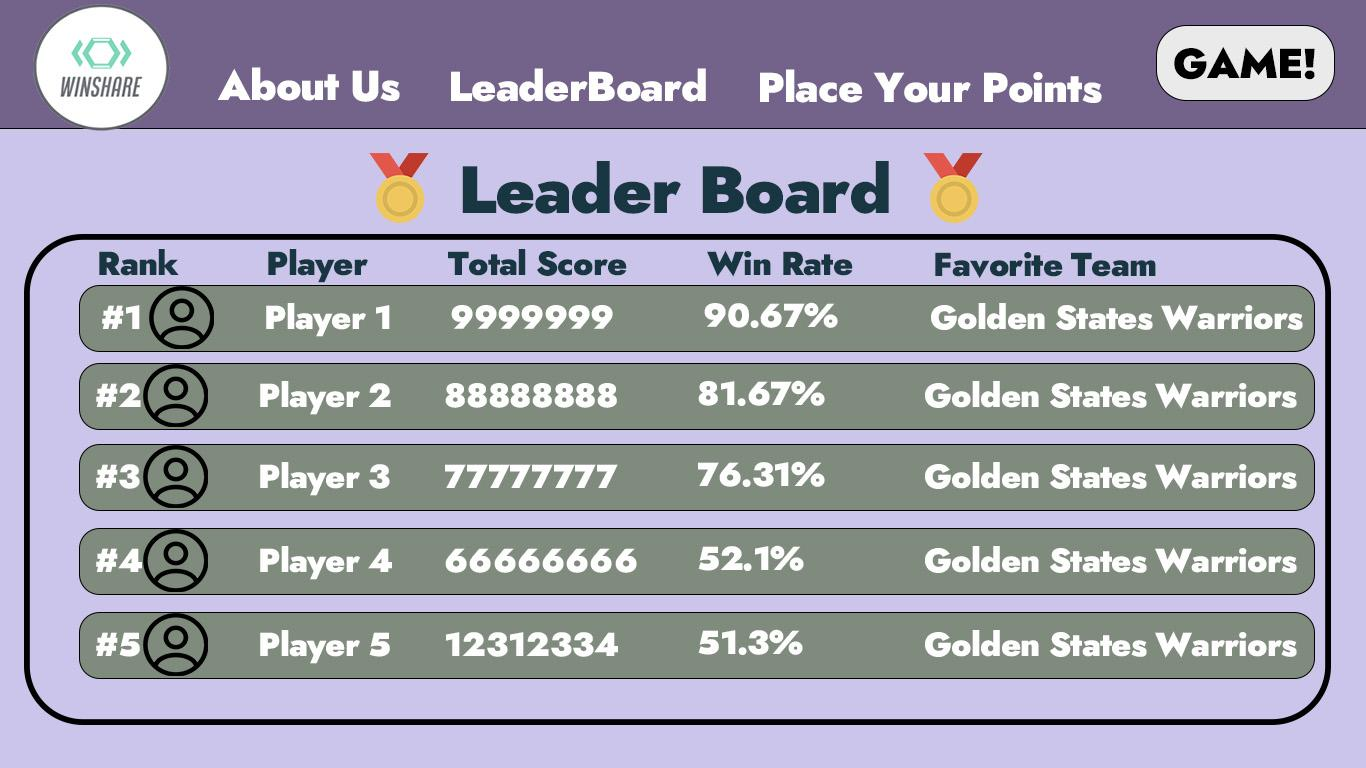 WINSHARE
About Us LeaderBoard Place Your Points GAME!
Leader Board
Rank Player Total Score Win Rate Favorite Team
#1 Player 1 9999999 90.67% Golden States Warriors
#2 Player 2 88888888 81.67% Golden States Warriors
#3 Player 3 77777777 76.31% Golden States Warriors
#4 Player 4 66666666 52.1% Golden States Warriors
#5 Player 5 12312334 51.3% Golden States Warriors